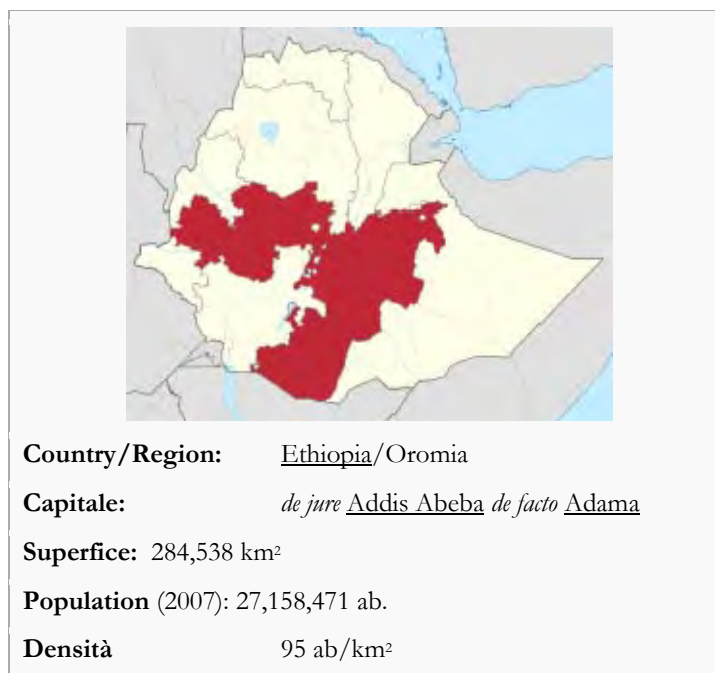 Country/Region: Ethiopia/Oromia
Capitale: de jure Addis Abeba de facto Adama
Superfice: 284,538 km²
Population (2007): 27,158,471 ab.
Densità 95 ab/km²